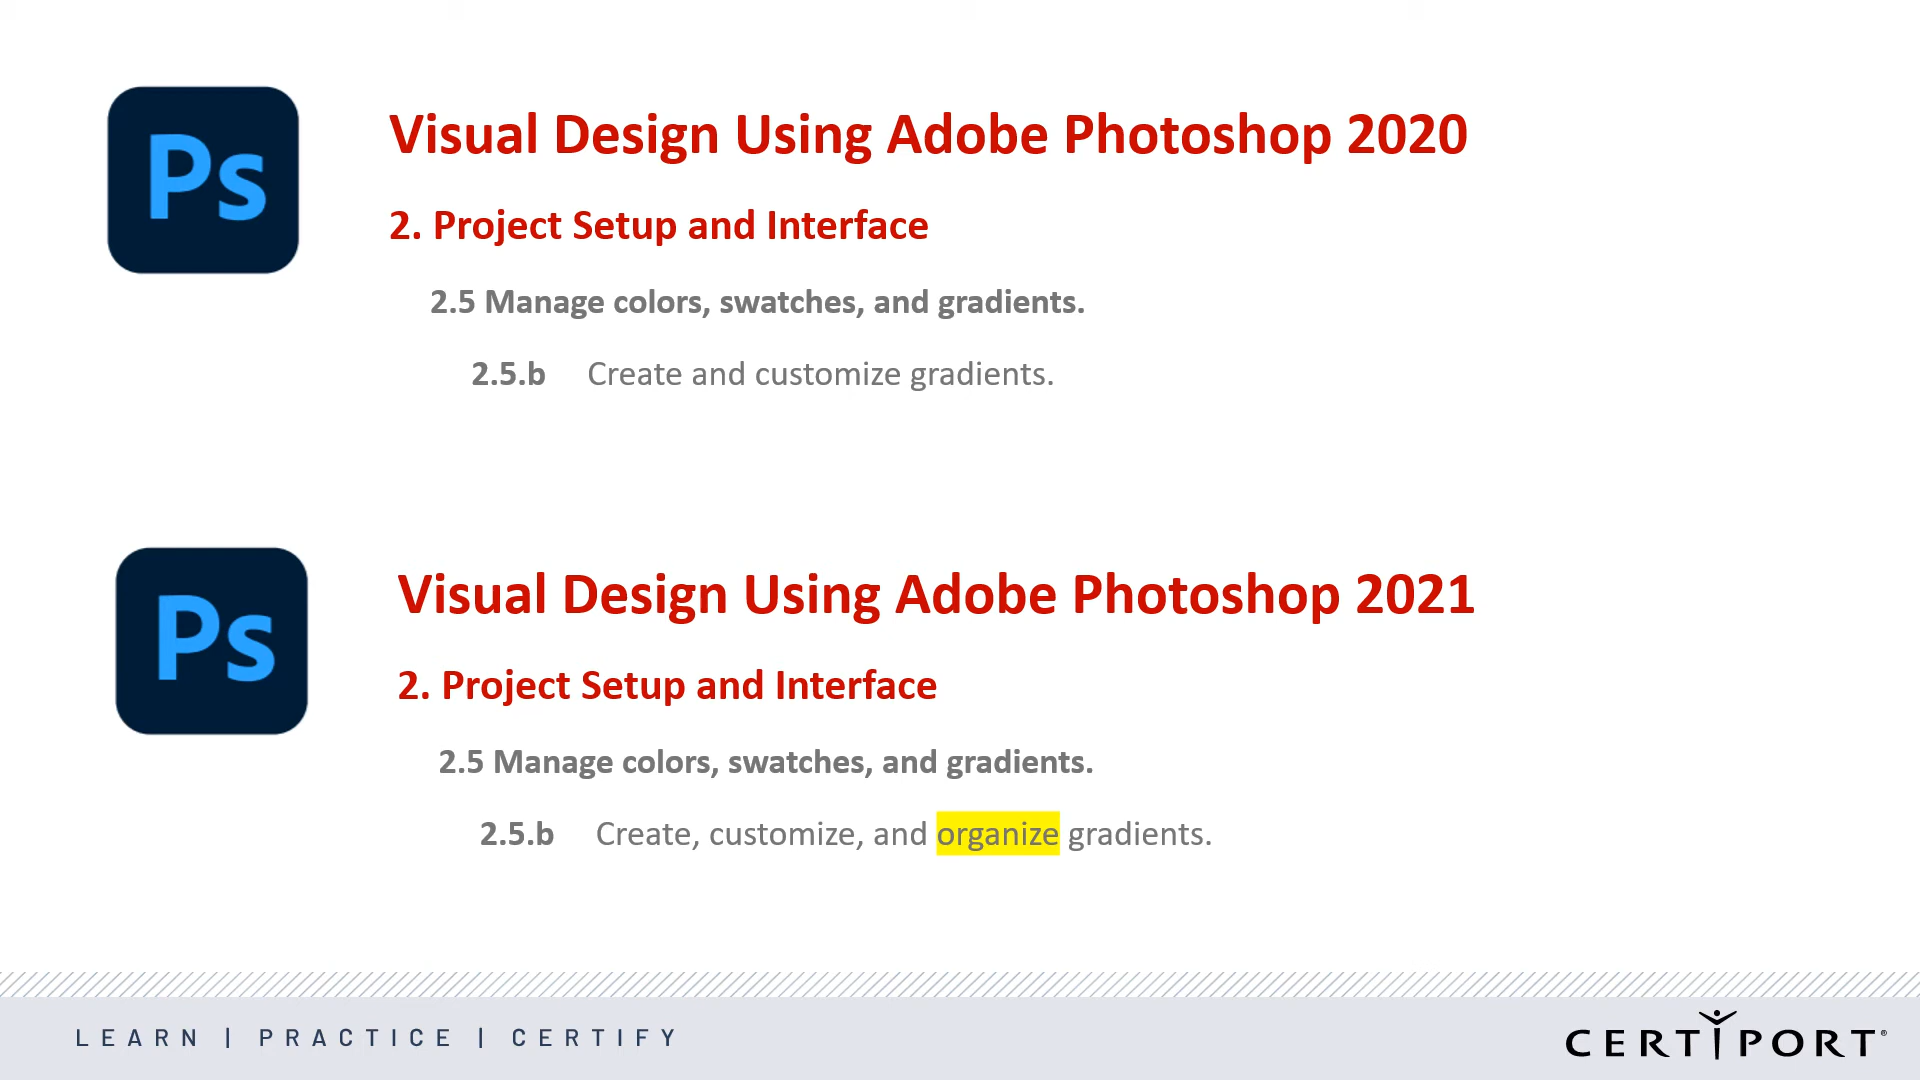 Ps
Visual Design Using Adobe Photoshop 2020
2. Project Setup and Interface
2.5 Manage colors, swatches, and gradients.
2.5.b Create and customize gradients.
Ps
Visual Design Using Adobe Photoshop 2021
2. Project Setup and Interface
2.5 Manage colors, swatches, and gradients.
2.5.b Create, customize, and organize gradients.
LEARN | PRACTICE | CERTIFY
CERTIPORT®